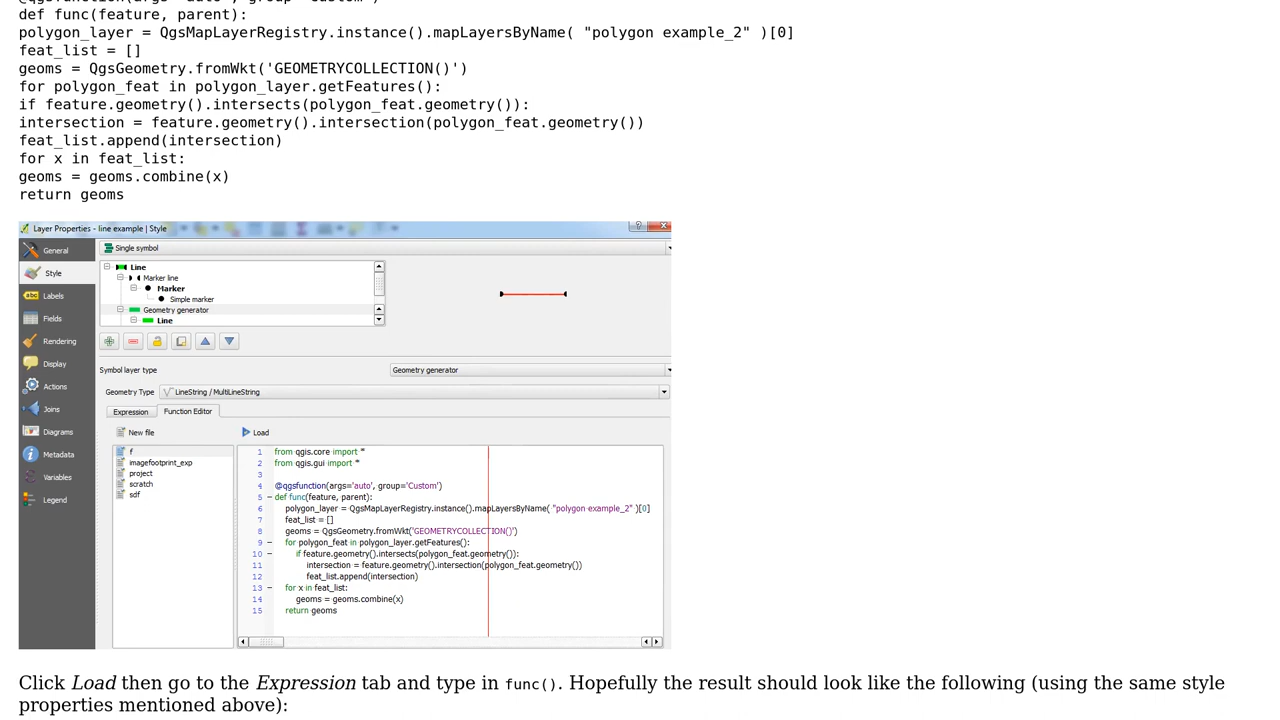 @qgsfunction(args='auto', group='Custom')
def func(feature, parent):
polygon_layer = QgsMapLayerRegistry.instance().mapLayersByName( "polygon example_2" )[0]
feat_list = []
geoms = QgsGeometry.fromWkt('GEOMETRYCOLLECTION()')
for polygon_feat in polygon_layer.getFeatures():
if feature.geometry().intersects(polygon_feat.geometry()):
intersection = feature.geometry().intersection(polygon_feat.geometry())
feat_list.append(intersection)
for x in feat_list:
geoms = geoms.combine(x)
return geoms
Layer Properties - line example | Style
General
Style
Labels
Fields
Rendering
Display
Actions
Joins
Diagrams
Metadata
Variables
Legend
Single symbol
Line
Marker line
Marker
Simple marker
Geometry generator
Line
Symbol layer type
Geometry generator
Geometry Type
LineString / MultiLineString
Expression
Function Editor
New file
Load
f
imagefootprint_exp
project
scratch
sdf
1 from qgis.core import *
2 from qgis.gui import *
3
4 @qgsfunction(args='auto', group='Custom')
5 def func(feature, parent):
6 polygon_layer = QgsMapLayerRegistry.instance().mapLayersByName( "polygon example_2" )[0]
7 feat_list = []
8 geoms = QgsGeometry.fromWkt('GEOMETRYCOLLECTION()')
9 for polygon_feat in polygon_layer.getFeatures():
10 if feature.geometry().intersects(polygon_feat.geometry()):
11 intersection = feature.geometry().intersection(polygon_feat.geometry())
12 feat_list.append(intersection)
13 for x in feat_list:
14 geoms = geoms.combine(x)
15 return geoms
Click Load then go to the Expression tab and type in func(). Hopefully the result should look like the following (using the same style
properties mentioned above):